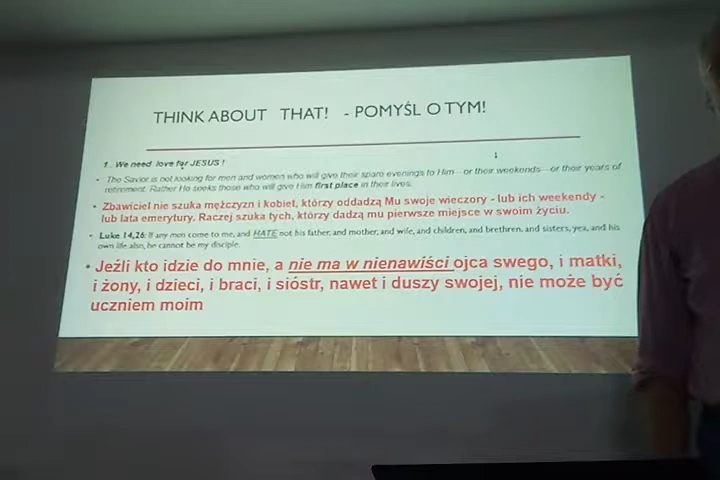 THINK ABOUT THAT! - POMYŚL O TYM!
1. We need love for JESUS !
• The Savior is not looking for men and women who will give their spare evenings to Him - or their weekends - or their years of
retirement. Rather He seeks those who will give Him first place in their lives.
• Zbawiciel nie szuka mężczyzn i kobiet, którzy oddadzą Mu swoje wieczory - lub ich weekendy -
lub lata emerytury. Raczej szuka tych, którzy dadzą mu pierwsze miejsce w swoim życiu.
• Luke 14,26: If any men come to me, and HATE not his father, and mother, and wife, and children, and brethren, and sisters, yea, and his
own life also, he cannot be my disciple.
• Jeźli kto idzie do mnie, a nie ma w nienawiści ojca swego, i matki,
i żony, i dzieci, i braci, i sióstr, nawet i duszy swojej, nie może być
uczniem moim